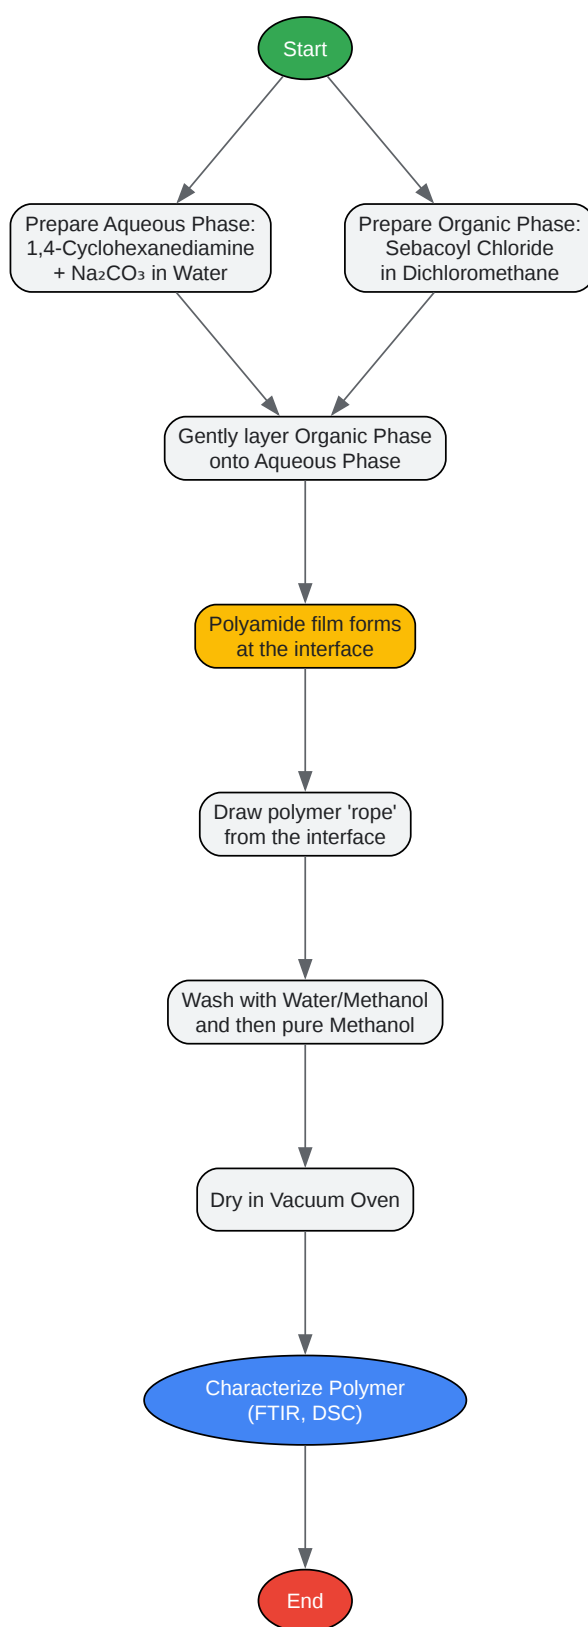 Start
Prepare Aqueous Phase:
1,4-Cyclohexanediamine
+ Na₂CO₃ in Water
Prepare Organic Phase:
Sebacoyl Chloride
in Dichloromethane
Gently layer Organic Phase
onto Aqueous Phase
Polyamide film forms
at the interface
Draw polymer 'rope'
from the interface
Wash with Water/Methanol
and then pure Methanol
Dry in Vacuum Oven
Characterize Polymer
(FTIR, DSC)
End